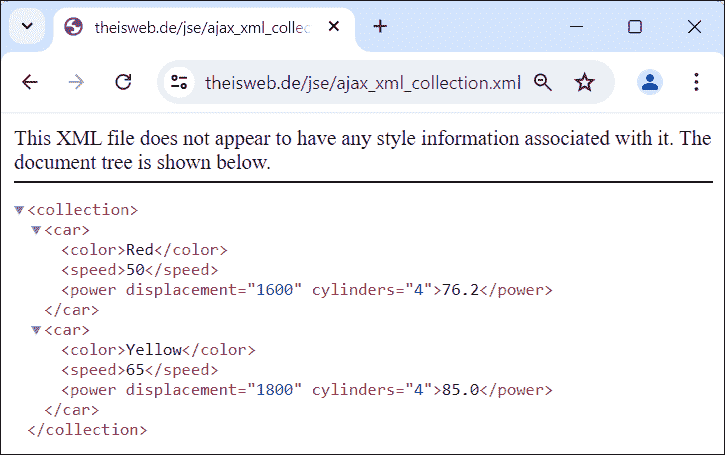 theisweb.de/jse/ajax_xml_collec
theisweb.de/jse/ajax_xml_collection.xml
This XML file does not appear to have any style information associated with it. The
document tree is shown below.
<collection>
<car>
<color>Red</color>
<speed>50</speed>
<power displacement="1600" cylinders="4">76.2</power>
</car>
<car>
<color>Yellow</color>
<speed>65</speed>
<power displacement="1800" cylinders="4">85.0</power>
</car>
</collection>